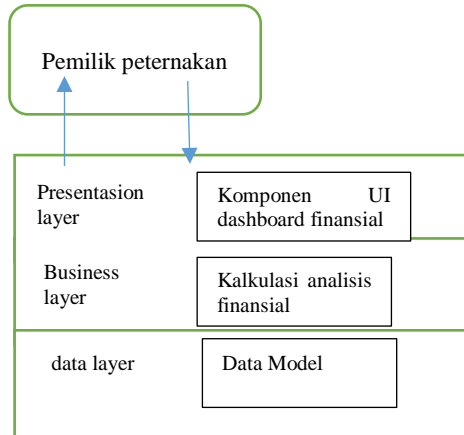 Pemilik peternakan
Presentasion
layer
Komponen UI
dashboard finansial
Business
layer
Kalkulasi analisis
finansial
data layer
Data Model